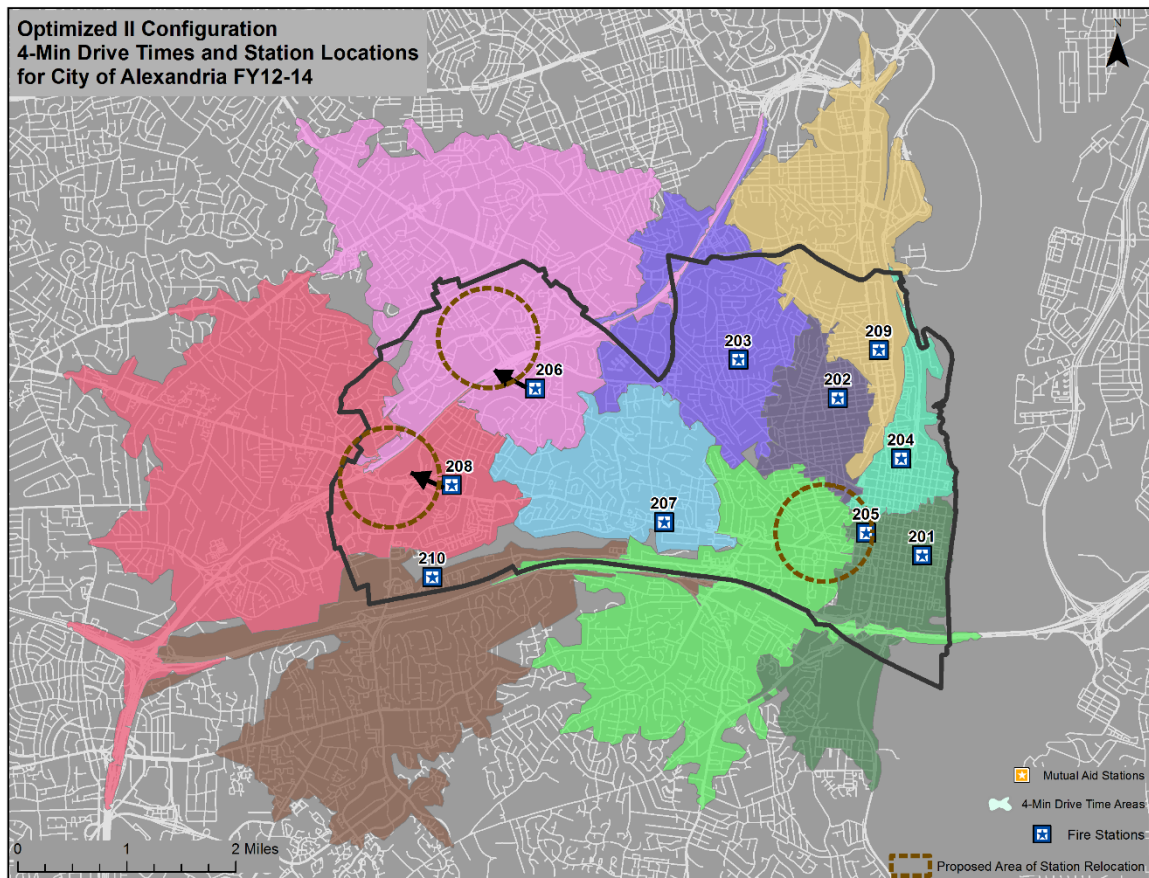 Optimized II Configuration
4-Min Drive Times and Station Locations
for City of Alexandria FY12-14
N
209
203
206
202
204
208
207
205
201
210
Mutual Aid Stations
4-Min Drive Time Areas
Fire Stations
Proposed Area of Station Relocation
0 1 2 Miles